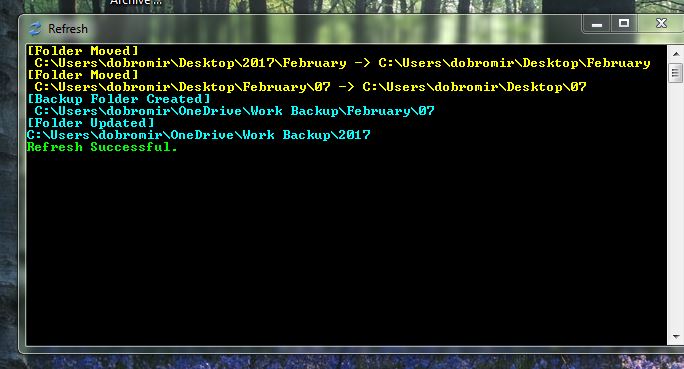 Archive ...
Refresh
[Folder Moved]
C:\Users\dobromir\Desktop\2017\February -> C:\Users\dobromir\Desktop\February
[Folder Moved]
C:\Users\dobromir\Desktop\February\07 -> C:\Users\dobromir\Desktop\07
[Backup Folder Created]
C:\Users\dobromir\OneDrive\Work Backup\February\07
[Folder Updated]
C:\Users\dobromir\OneDrive\Work Backup\2017
Refresh Successful.